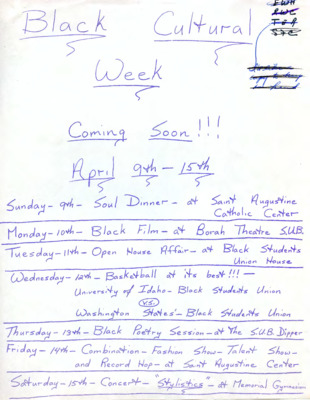 Black Cultural
Week
Coming Soon!!!
April 9th - 15th
Sunday - 9th - Soul Dinner - at Saint Augustine
Catholic Center
Monday - 10th - Black Film - at Borah Theatre S.U.B.
Tuesday - 11th - Open House Affair - at Black Students
Union House
Wednesday - 12th - Basketball at its best!!! -
University of Idaho - Black Students Union
vs.
Washington States' - Black Students Union
Thursday - 13th - Black Poetry Session - at The S.U.B. Dipper
Friday - 14th - Combination - Fashion Show - Talent Show -
and Record Hop - at Saint Augustine Center
Saturday - 15th - Concert - "Stylistics" - at Memorial Gymnasium